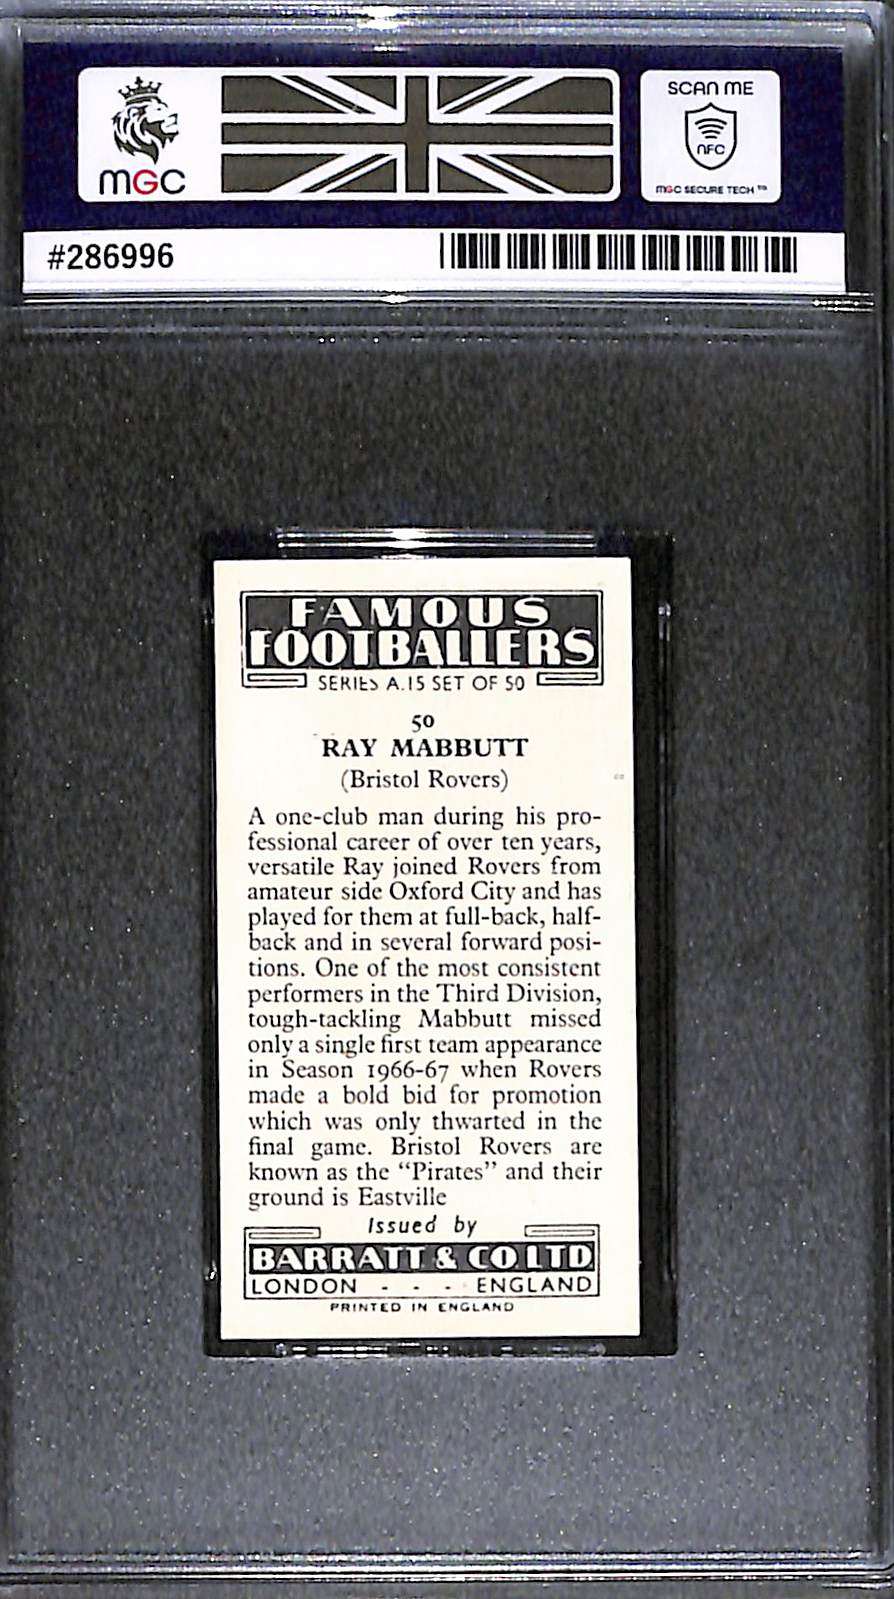 MGC
SCAN ME
NFC
MGC SECURE TECH™
#286996
FAMOUS
FOOTBALLERS
SERIES A.15 SET OF 50
50
RAY MABBUTT
(Bristol Rovers)
A one-club man during his pro-
fessional career of over ten years,
versatile Ray joined Rovers from
amateur side Oxford City and has
played for them at full-back, half-
back and in several forward posi-
tions. One of the most consistent
performers in the Third Division,
tough-tackling Mabbutt missed
only a single first team appearance
in Season 1966-67 when Rovers
made a bold bid for promotion
which was only thwarted in the
final game. Bristol Rovers are
known as the “Pirates” and their
ground is Eastville
Issued by
BARRATT & CO LTD
LONDON - - - ENGLAND
PRINTED IN ENGLAND